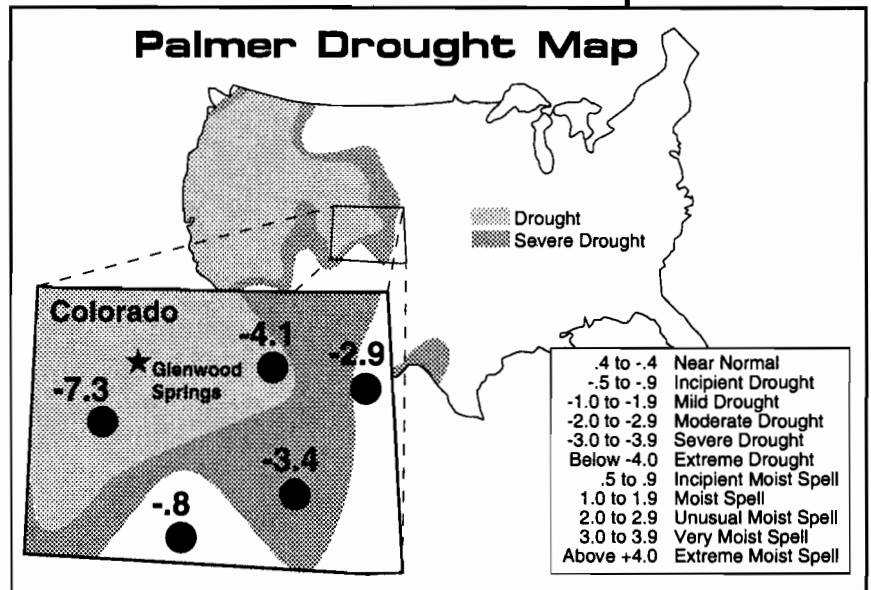 Palmer Drought Map
Drought
Severe Drought
Colorado
-4.1
-2.9
Glenwood
Springs
-7.3
-3.4
-.8
.4 to -.4 Near Normal
-.5 to -.9 Incipient Drought
-1.0 to -1.9 Mild Drought
-2.0 to -2.9 Moderate Drought
-3.0 to -3.9 Severe Drought
Below -4.0 Extreme Drought
.5 to .9 Incipient Moist Spell
1.0 to 1.9 Moist Spell
2.0 to 2.9 Unusual Moist Spell
3.0 to 3.9 Very Moist Spell
Above +4.0 Extreme Moist Spell